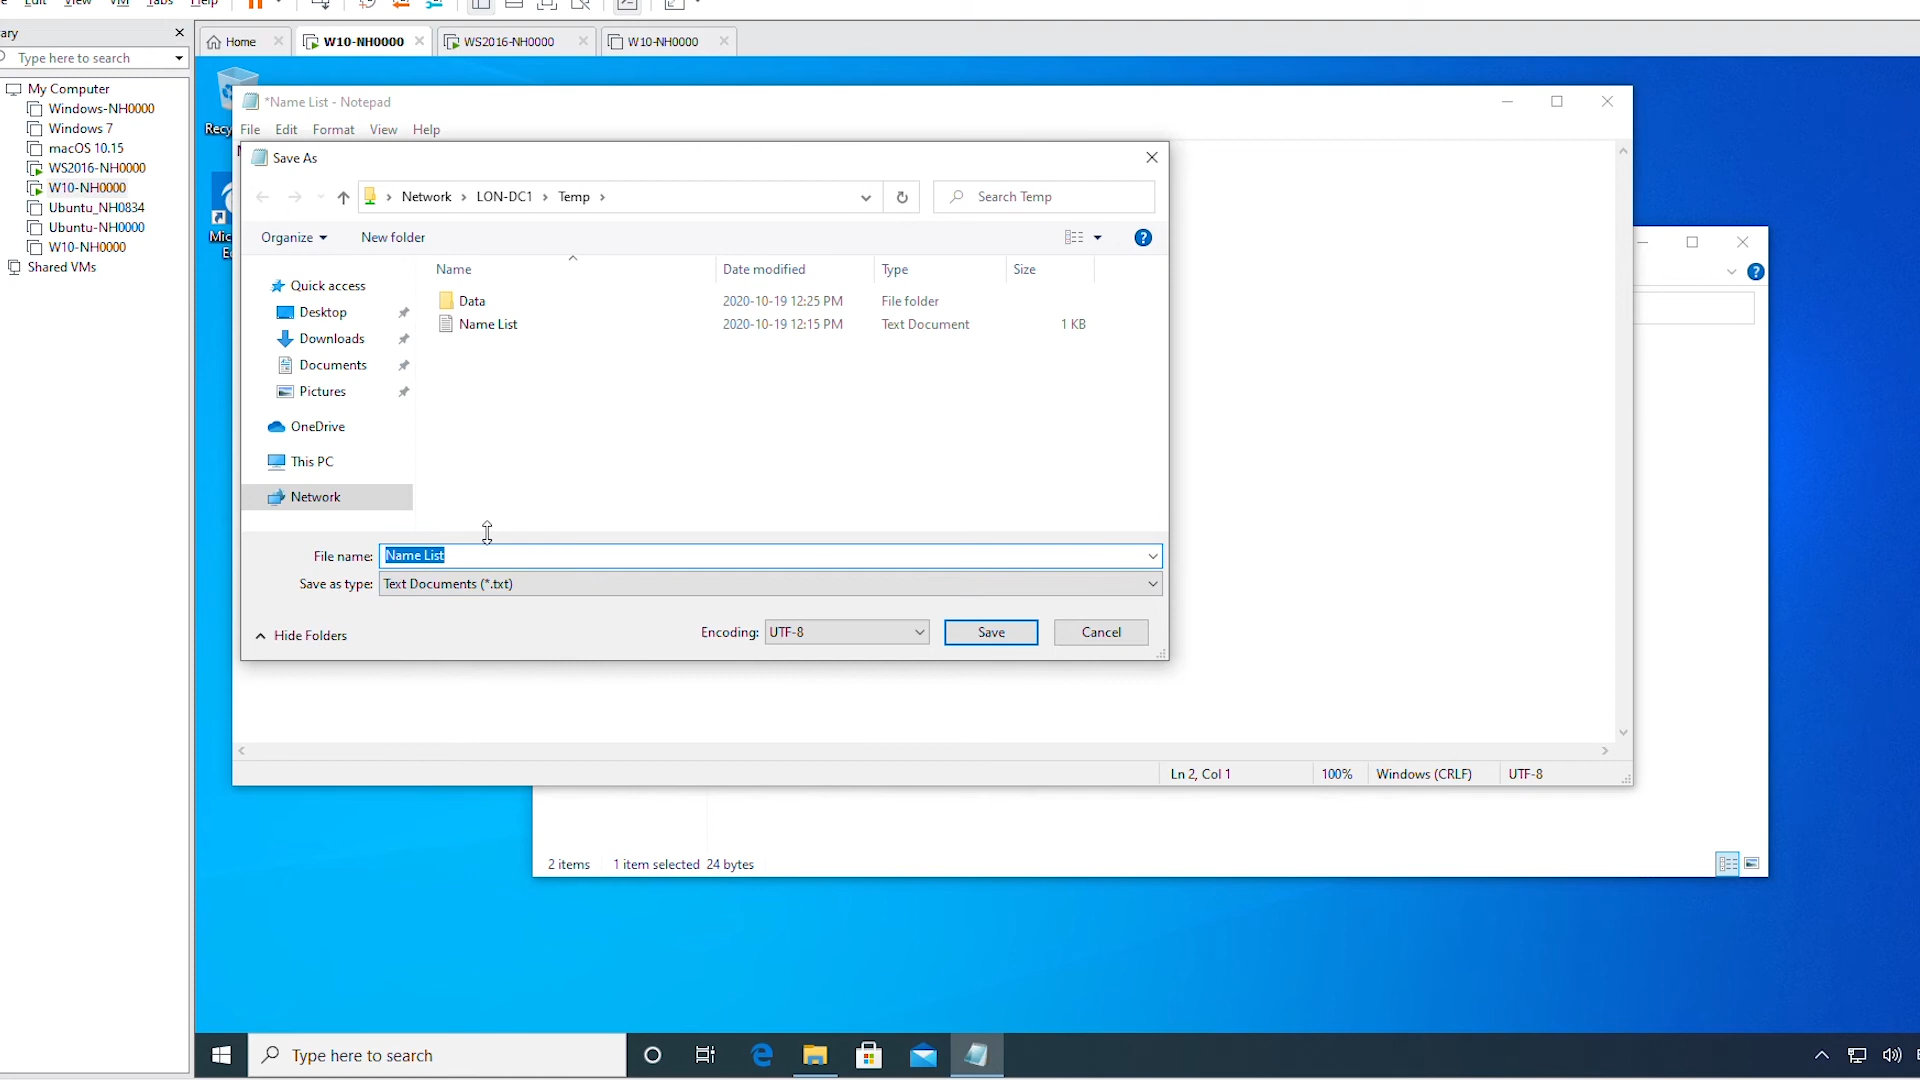 Edit View VM Tabs Help
ary
Type here to search
My Computer
Windows-NH0000
Windows 7
macOS 10.15
WS2016-NH0000
W10-NH0000
Ubuntu_NH0834
Ubuntu-NH0000
W10-NH0000
Shared VMs
Home
W10-NH0000
WS2016-NH0000
W10-NH0000
Recy
Mic
E
*Name List - Notepad
File Edit Format View Help
Save As
Network > LON-DC1 > Temp >
Search Temp
Organize
New folder
Name
Date modified
Type
Size
Data
2020-10-19 12:25 PM
File folder
Name List
2020-10-19 12:15 PM
Text Document
1 KB
Quick access
Desktop
Downloads
Documents
Pictures
OneDrive
This PC
Network
File name: Name List
Save as type: Text Documents (*.txt)
Hide Folders
Encoding: UTF-8
Save
Cancel
Ln 2, Col 1
100%
Windows (CRLF)
UTF-8
2 items
1 item selected 24 bytes
Type here to search